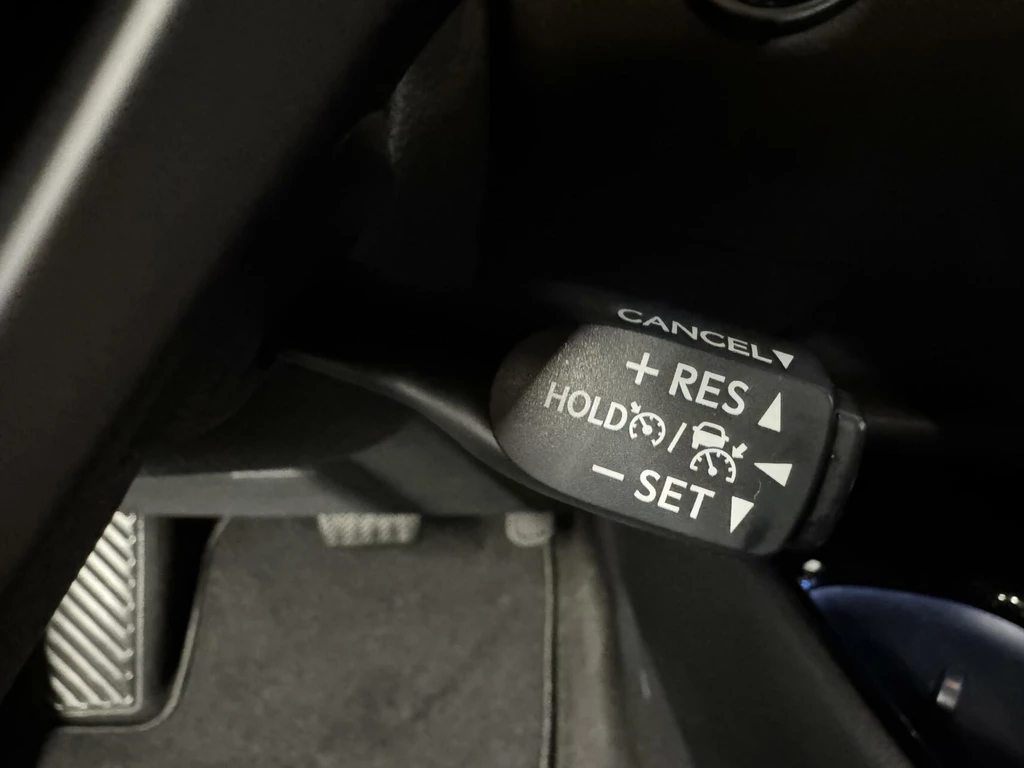 CANCEL
+ RES
HOLD /
- SET